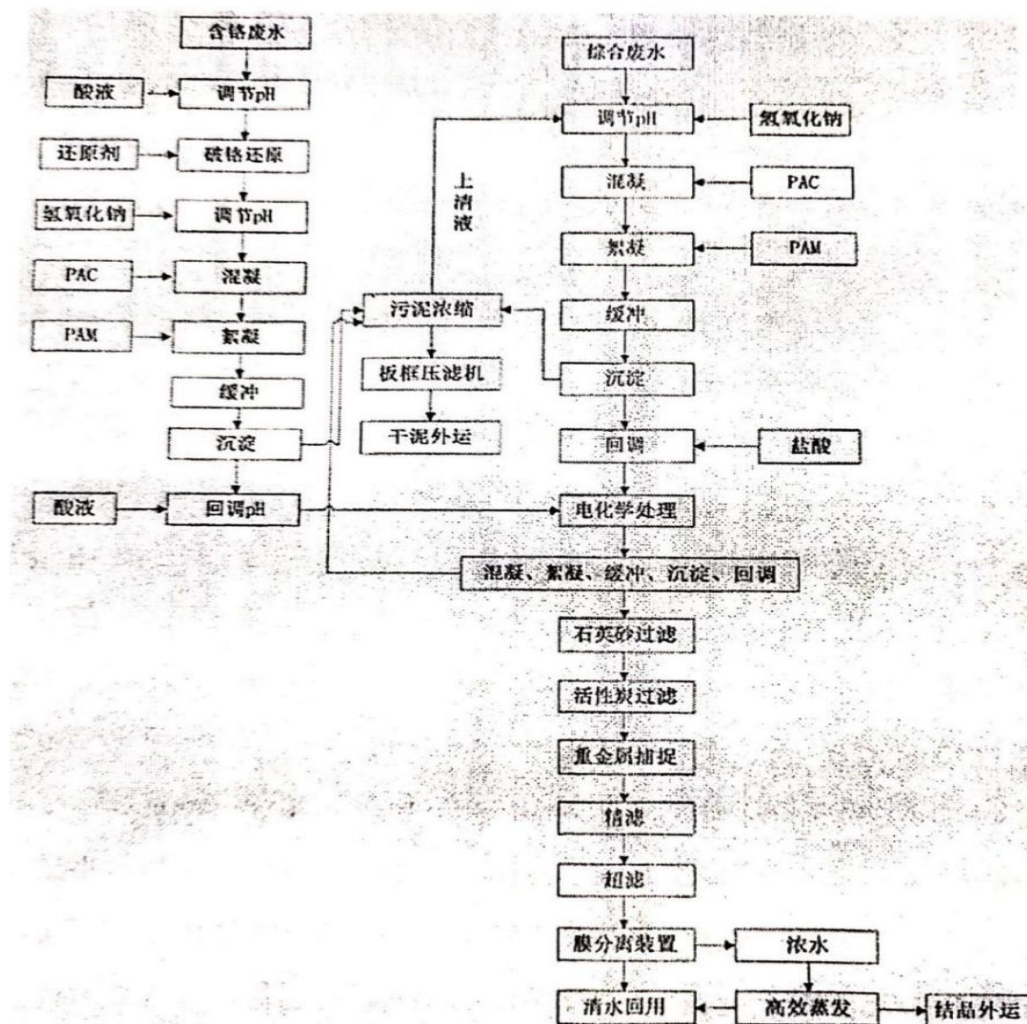 含铬废水
综合废水
酸液
调节pH
调节pH
氢氧化钠
还原剂
破铬还原
混凝
PAC
上清液
氢氧化钠
调节pH
絮凝
PAM
PAC
混凝
污泥浓缩
缓冲
PAM
絮凝
板框压滤机
沉淀
缓冲
干泥外运
回调
盐酸
沉淀
酸液
回调pH
电化学处理
混凝、絮凝、缓冲、沉淀、回调
石英砂过滤
活性炭过滤
重金属捕捉
精滤
超滤
膜分离装置
浓水
清水回用
高效蒸发
结晶外运